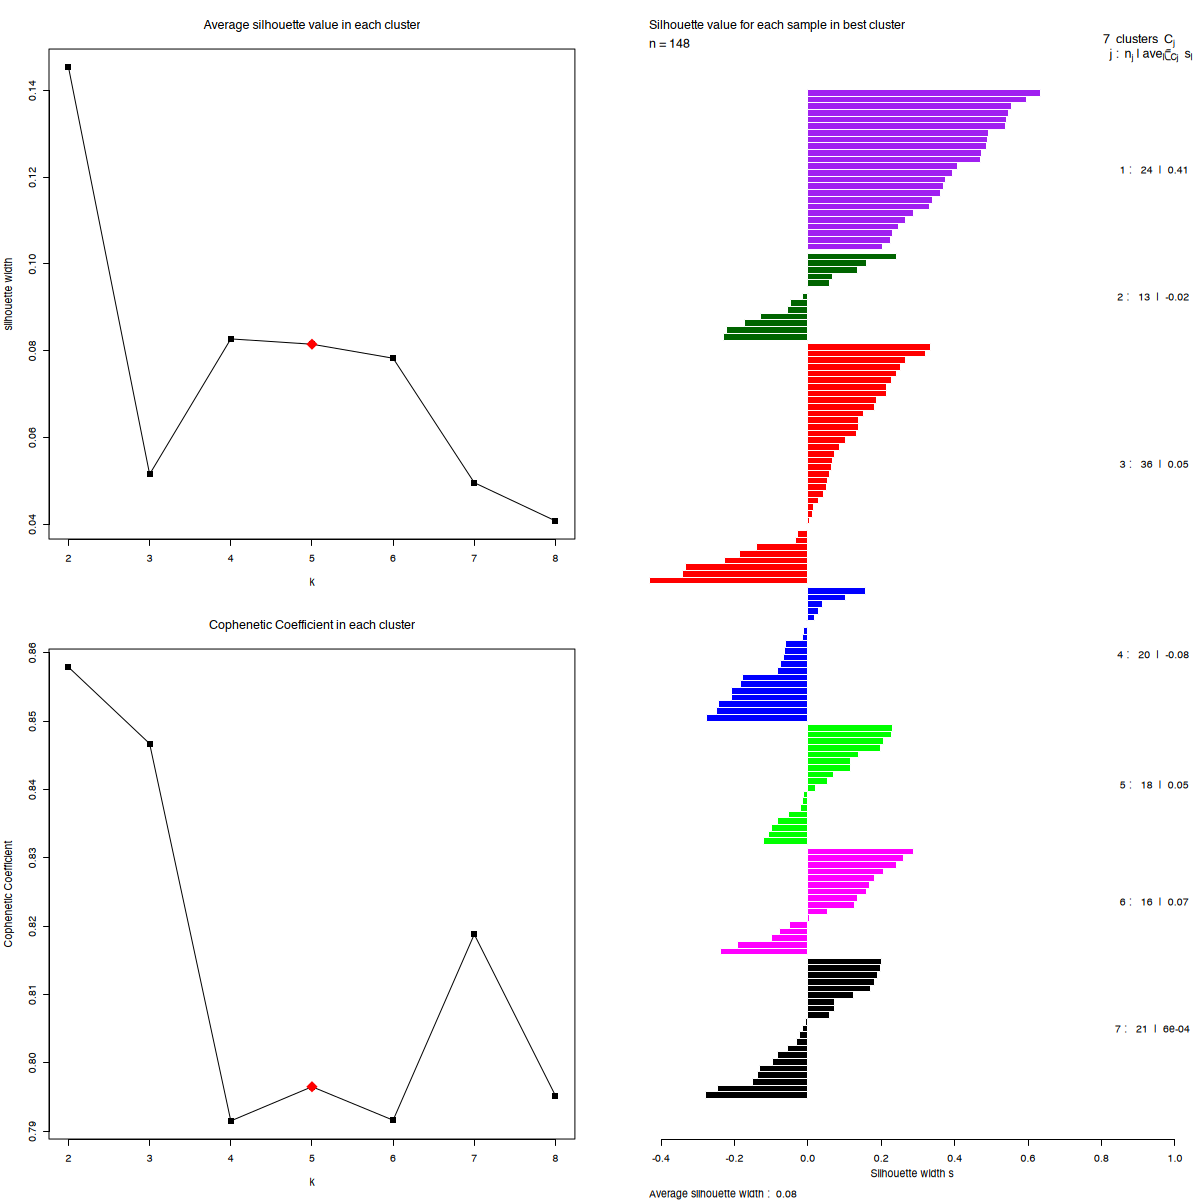 Average silhouette value in each cluster
silhouette width
0.14
0.12
0.10
0.08
0.06
0.04
2 3 4 5 6 7 8
k
Cophenetic Coefficient in each cluster
Cophenetic Coefficient
0.86
0.85
0.84
0.83
0.82
0.81
0.80
0.79
2 3 4 5 6 7 8
k
Silhouette value for each sample in best cluster
n = 148
7 clusters Cj
j : nj | avei∈Cj si
1 : 24 | 0.41
2 : 13 | -0.02
3 : 36 | 0.05
4 : 20 | -0.08
5 : 18 | 0.05
6 : 16 | 0.07
7 : 21 | 6e-04
-0.4 -0.2 0.0 0.2 0.4 0.6 0.8 1.0
Silhouette width s
Average silhouette width : 0.08